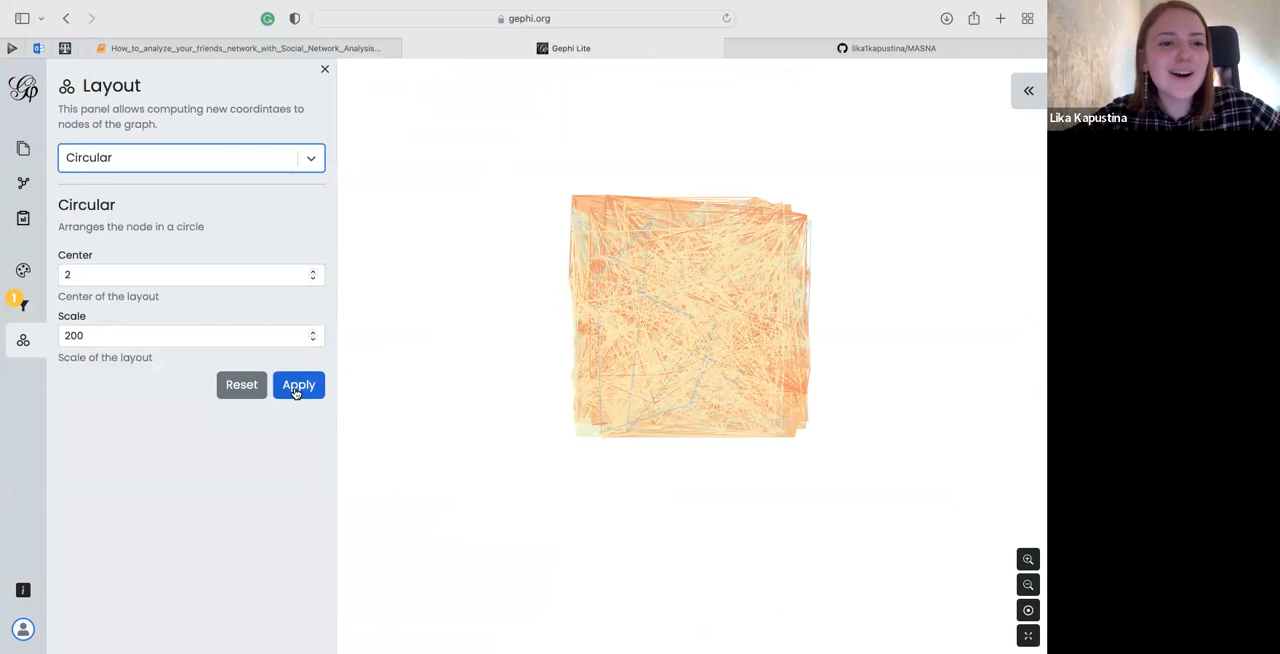 gephi.org
How_to_analyze_your_friends_network_with_Social_Network_Analysis...
Gephi Lite
lika1kapustina/MASNA
Layout
This panel allows computing new coordintaes to
nodes of the graph.
Circular
Circular
Arranges the node in a circle
Center
2
Center of the layout
Scale
200
Scale of the layout
Reset
Apply
1
Lika Kapustina